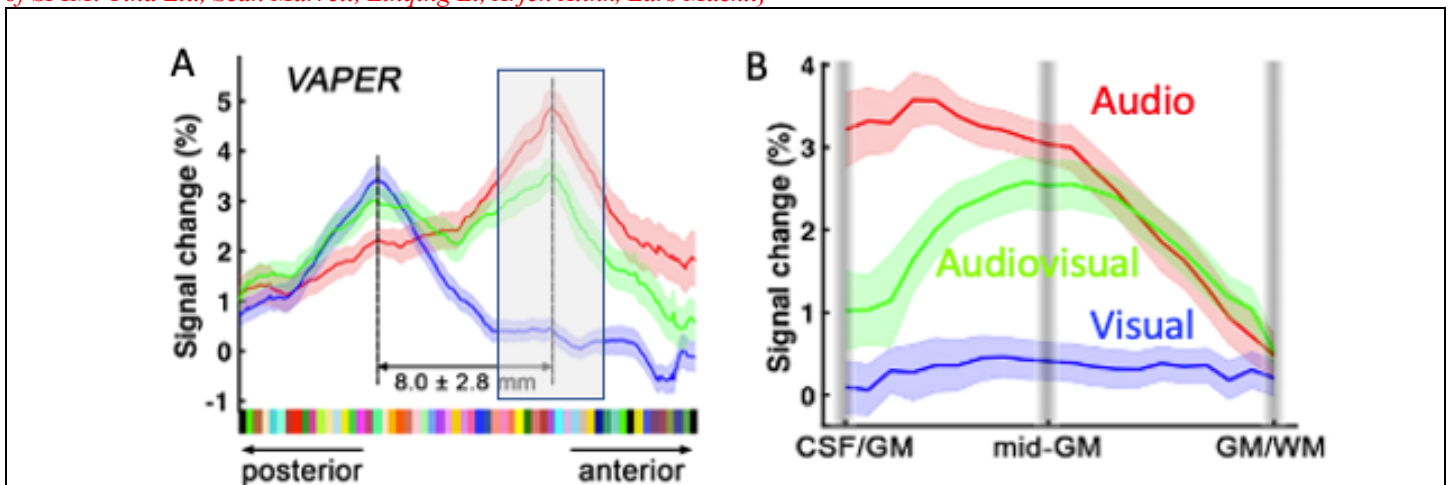 A
VAPER
Signal change (%)
5
4
3
2
1
0
-1
8.0 ± 2.8 mm
posterior
anterior
B
Signal change (%)
4
3
2
1
0
Audio
Audiovisual
Visual
CSF/GM
mid-GM
GM/WM